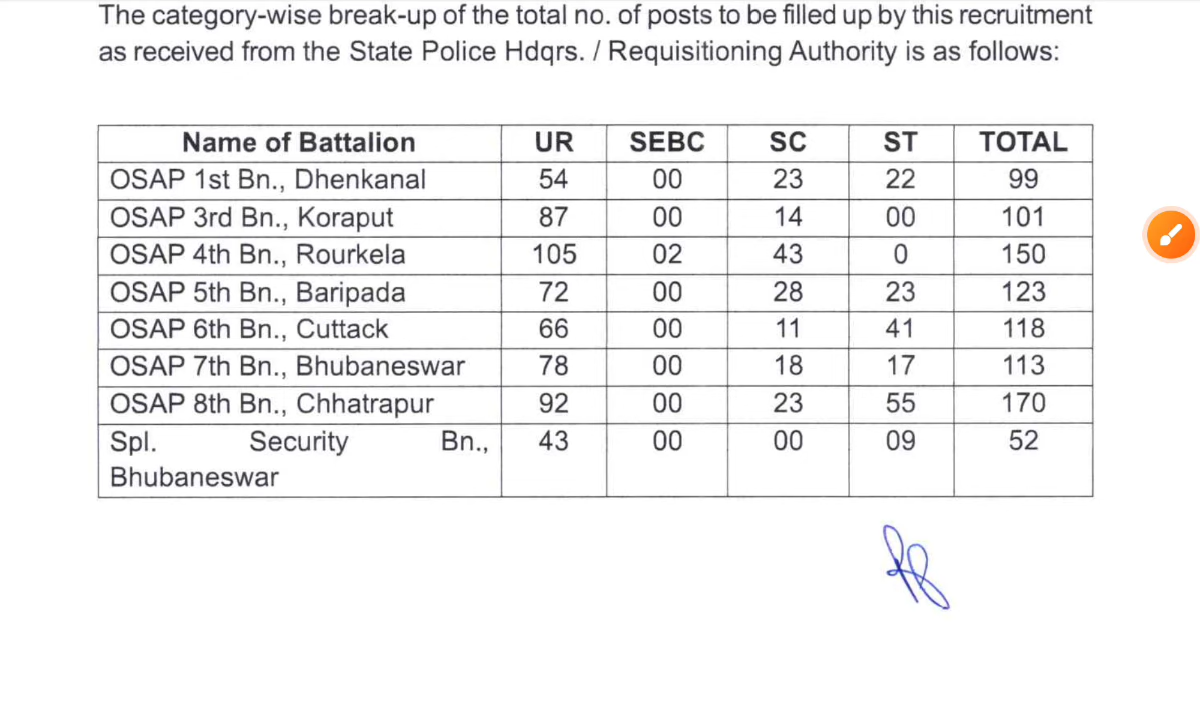 The category-wise break-up of the total no. of posts to be filled up by this recruitment
as received from the State Police Hdqrs. / Requisitioning Authority is as follows:
Name of Battalion UR SEBC SC ST TOTAL
OSAP 1st Bn., Dhenkanal 54 00 23 22 99
OSAP 3rd Bn., Koraput 87 00 14 00 101
OSAP 4th Bn., Rourkela 105 02 43 0 150
OSAP 5th Bn., Baripada 72 00 28 23 123
OSAP 6th Bn., Cuttack 66 00 11 41 118
OSAP 7th Bn., Bhubaneswar 78 00 18 17 113
OSAP 8th Bn., Chhatrapur 92 00 23 55 170
Spl. Security Bn., 43 00 00 09 52
Bhubaneswar